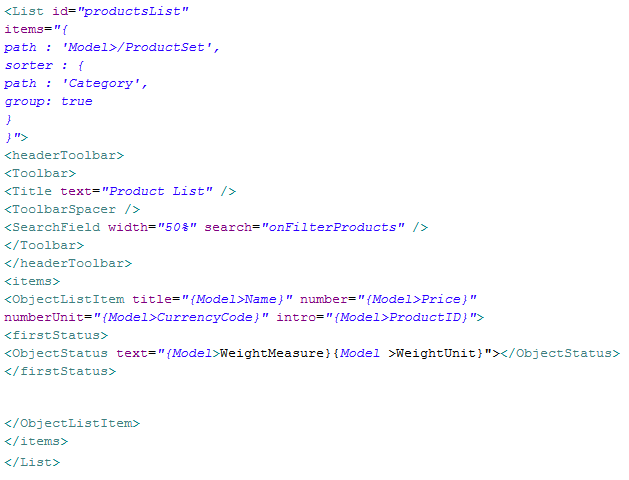 <List id="productsList"
items="{
path : 'Model>/ProductSet',
sorter : {
path : 'Category',
group: true
}
}">
<headerToolbar>
<Toolbar>
<Title text="Product List" />
<ToolbarSpacer />
<SearchField width="50%" search="onFilterProducts" />
</Toolbar>
</headerToolbar>
<items>
<ObjectListItem title="{Model>Name}" number="{Model>Price}"
numberUnit="{Model>CurrencyCode}" intro="{Model>ProductID}">
<firstStatus>
<ObjectStatus text="{Model>WeightMeasure}{Model >WeightUnit}"></ObjectStatus>
</firstStatus>
</ObjectListItem>
</items>
</List>